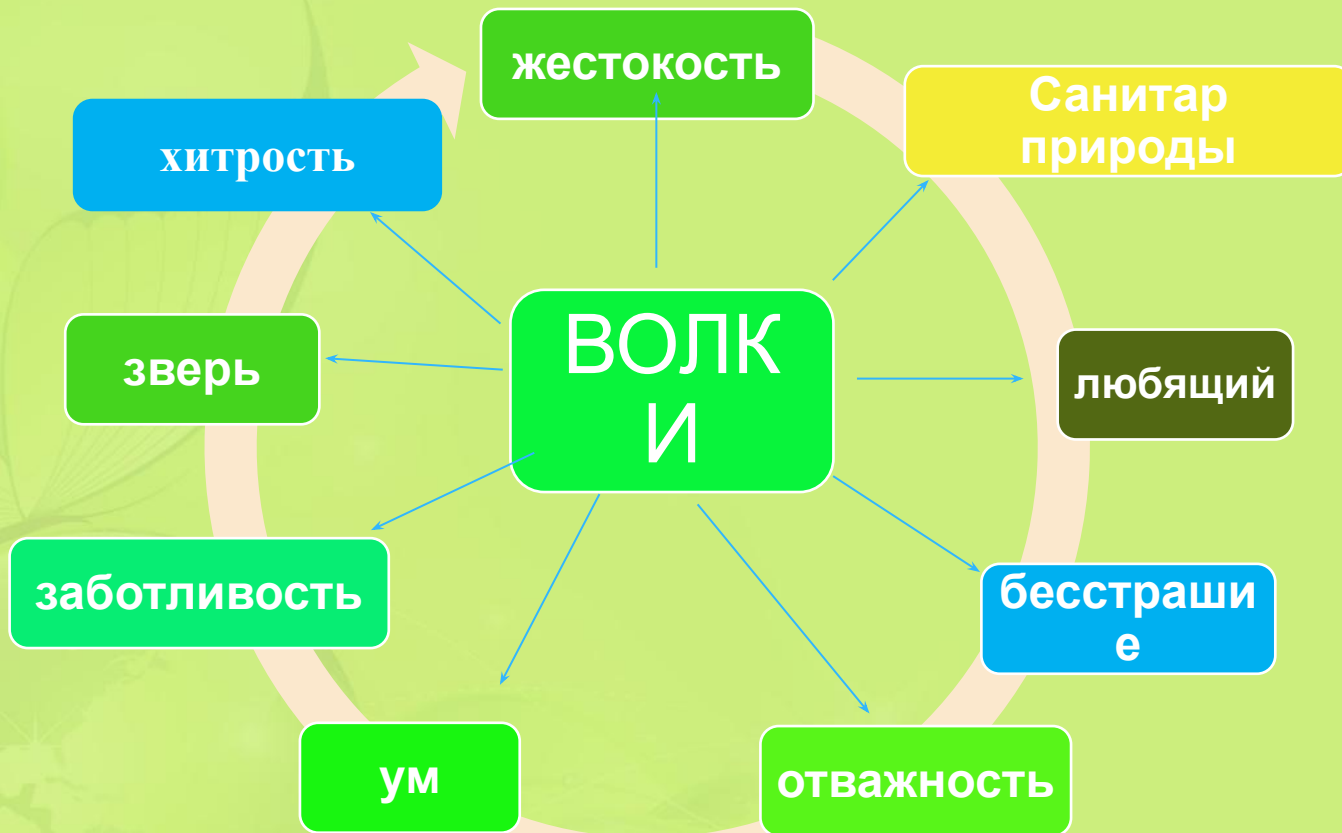 жестокость
Санитар
природы
хитрость
ВОЛК
И
зверь
любящий
заботливость
бесстраши
е
ум
отважность